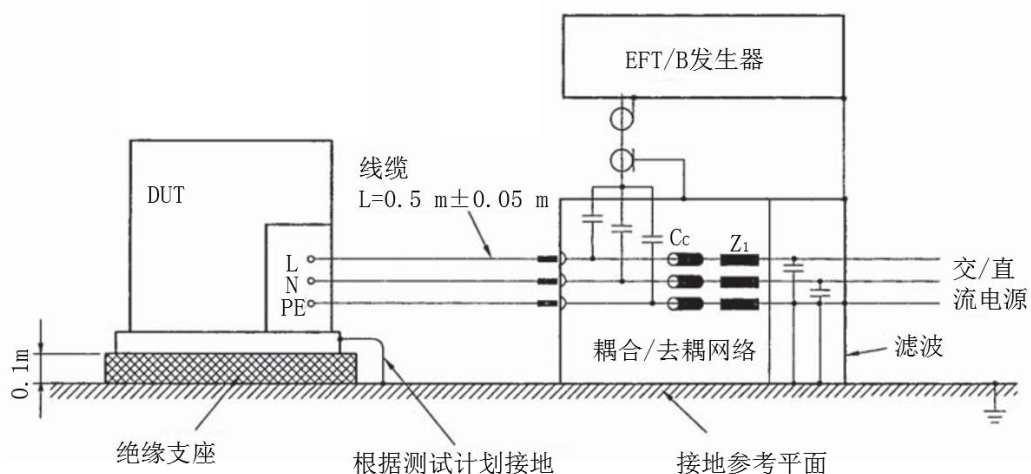 EFT/B发生器
DUT
线缆
L=0.5 m±0.05 m
C_C
Z_1
L
N
PE
交/直
流电源
耦合/去耦网络
滤波
0.1m
绝缘支座
根据测试计划接地
接地参考平面